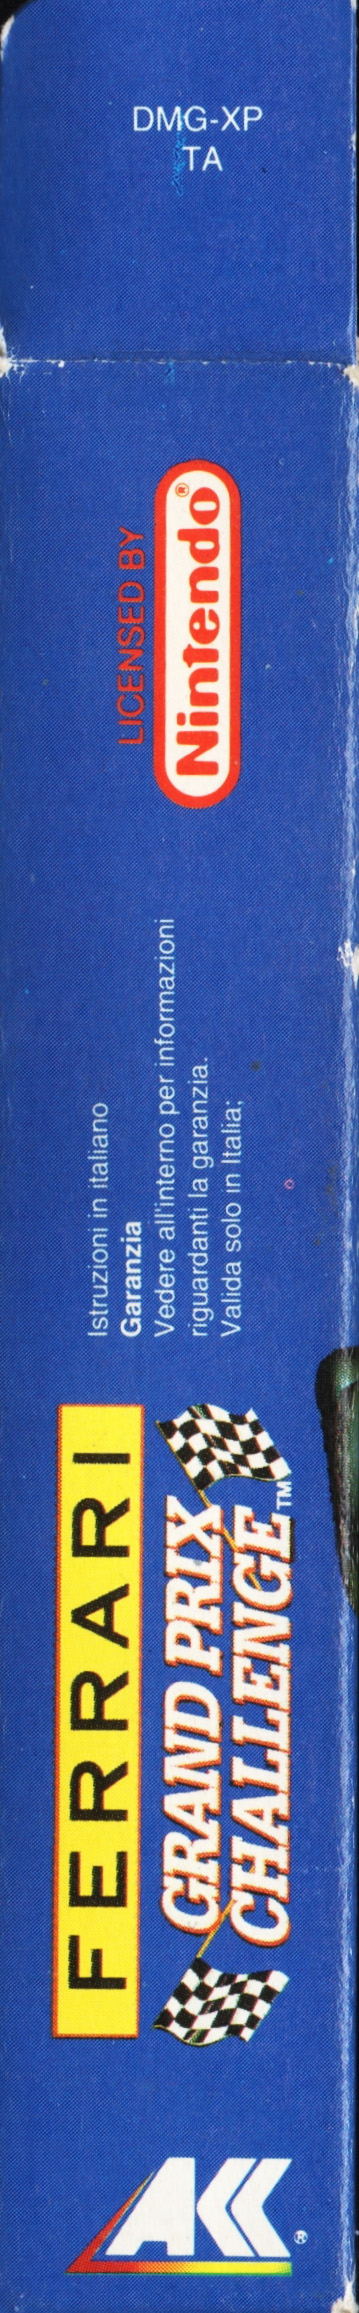 DMG-XP
TA
LICENSED BY
Nintendo®
Istruzioni in italiano
Garanzia
Vedere all'interno per informazioni
riguardanti la garanzia.
Valida solo in Italia;
FERRARI
GRAND PRIX
CHALLENGE™
AKK®